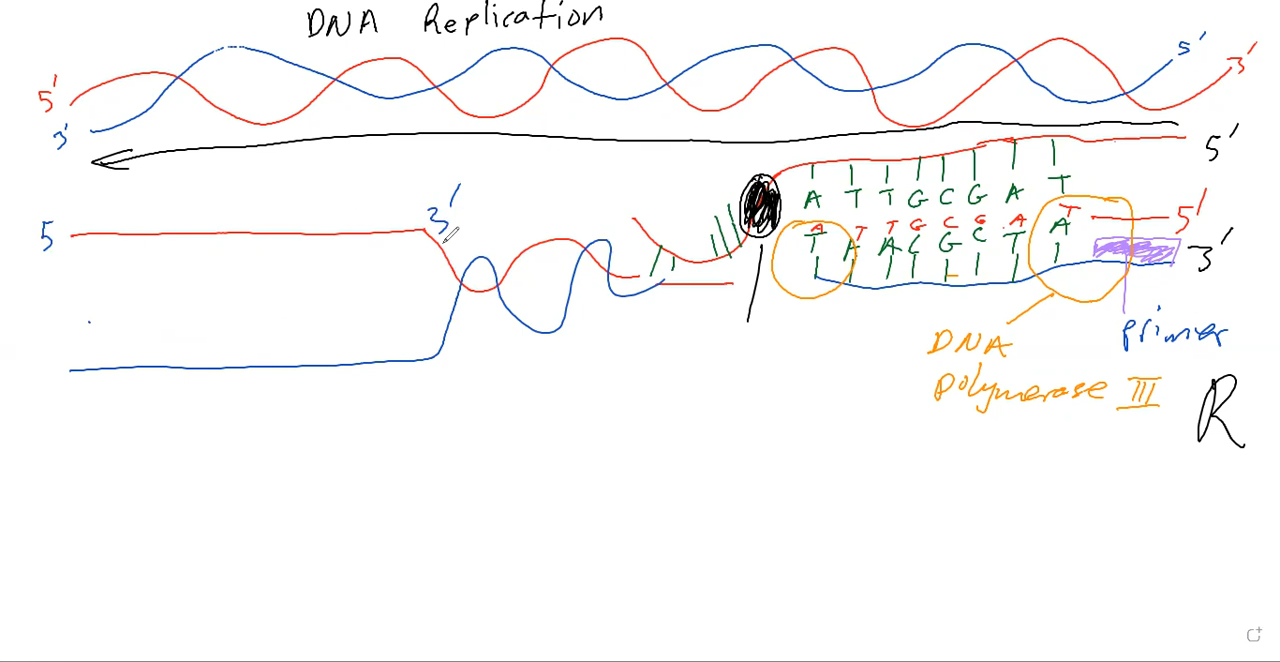 DNA Replication
5'
3'
5'
3'
5'
A T T G C G A T
5 3'
A T T G C G A T 5'
T A A C G C T A 3'
primer
DNA
polymerase III
R